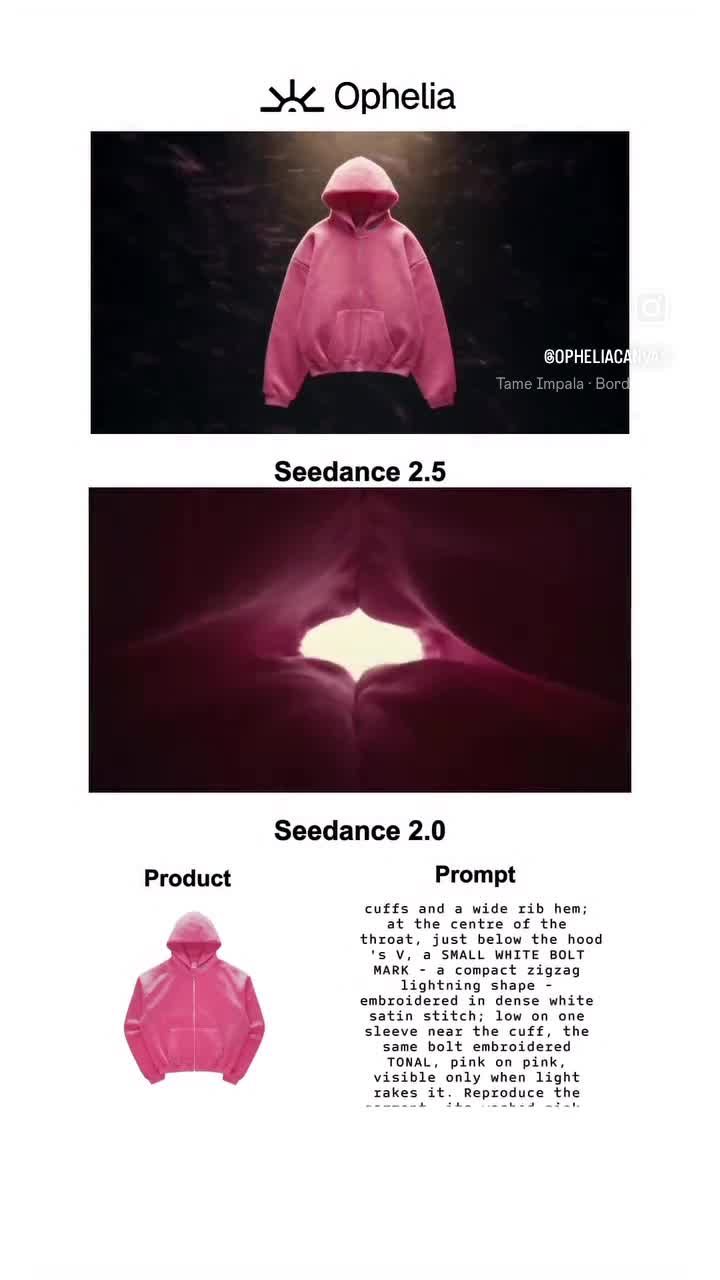 Ophelia
@OPHELIACANVAS
Tame Impala · Bord
Seedance 2.5
Seedance 2.0
Product
Prompt
cuffs and a wide rib hem;
at the centre of the
throat, just below the hood
's V, a SMALL WHITE BOLT
MARK - a compact zigzag
lightning shape -
embroidered in dense white
satin stitch; low on one
sleeve near the cuff, the
same bolt embroidered
TONAL, pink on pink,
visible only when light
rakes it. Reproduce the